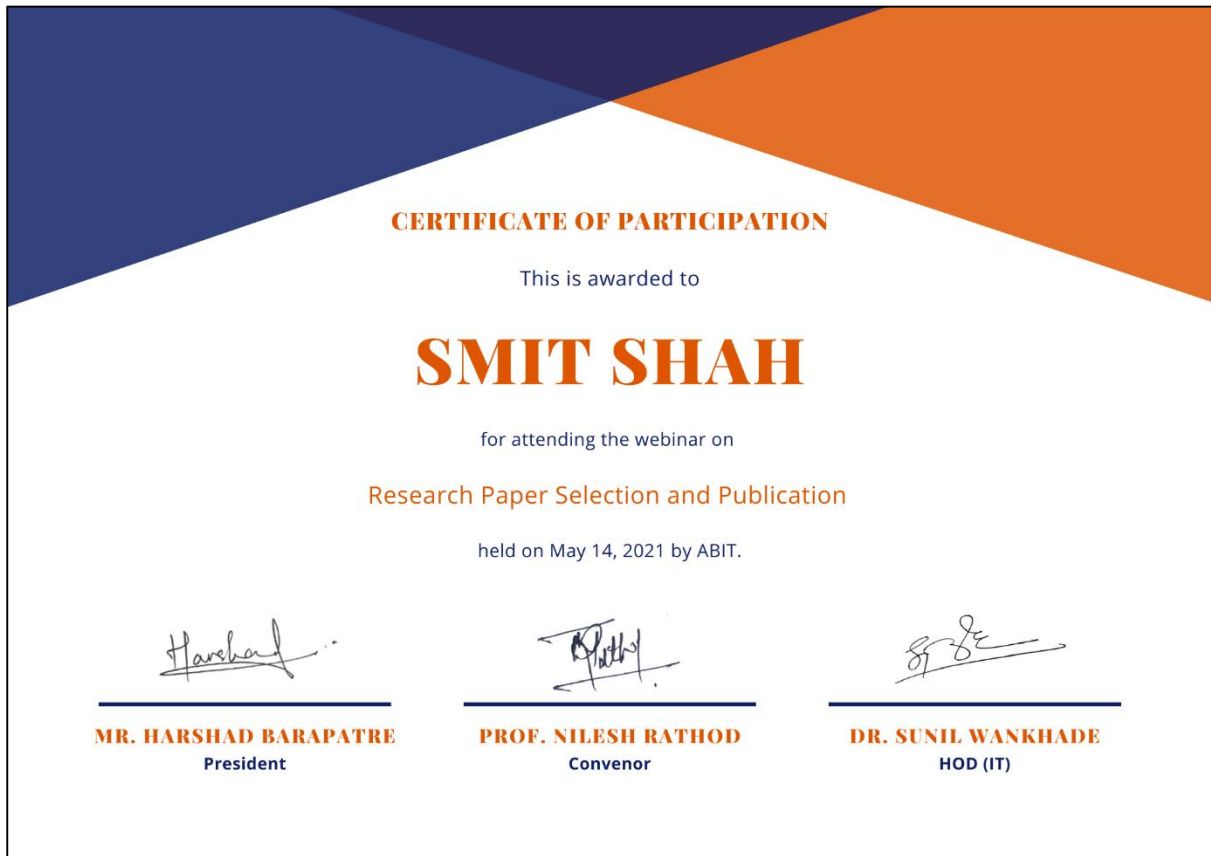 CERTIFICATE OF PARTICIPATION
This is awarded to
SMIT SHAH
for attending the webinar on
Research Paper Selection and Publication
held on May 14, 2021 by ABIT.
Harshad
MR. HARSHAD BARAPATRE
President
PROF. NILESH RATHOD
Convenor
DR. SUNIL WANKHADE
HOD (IT)